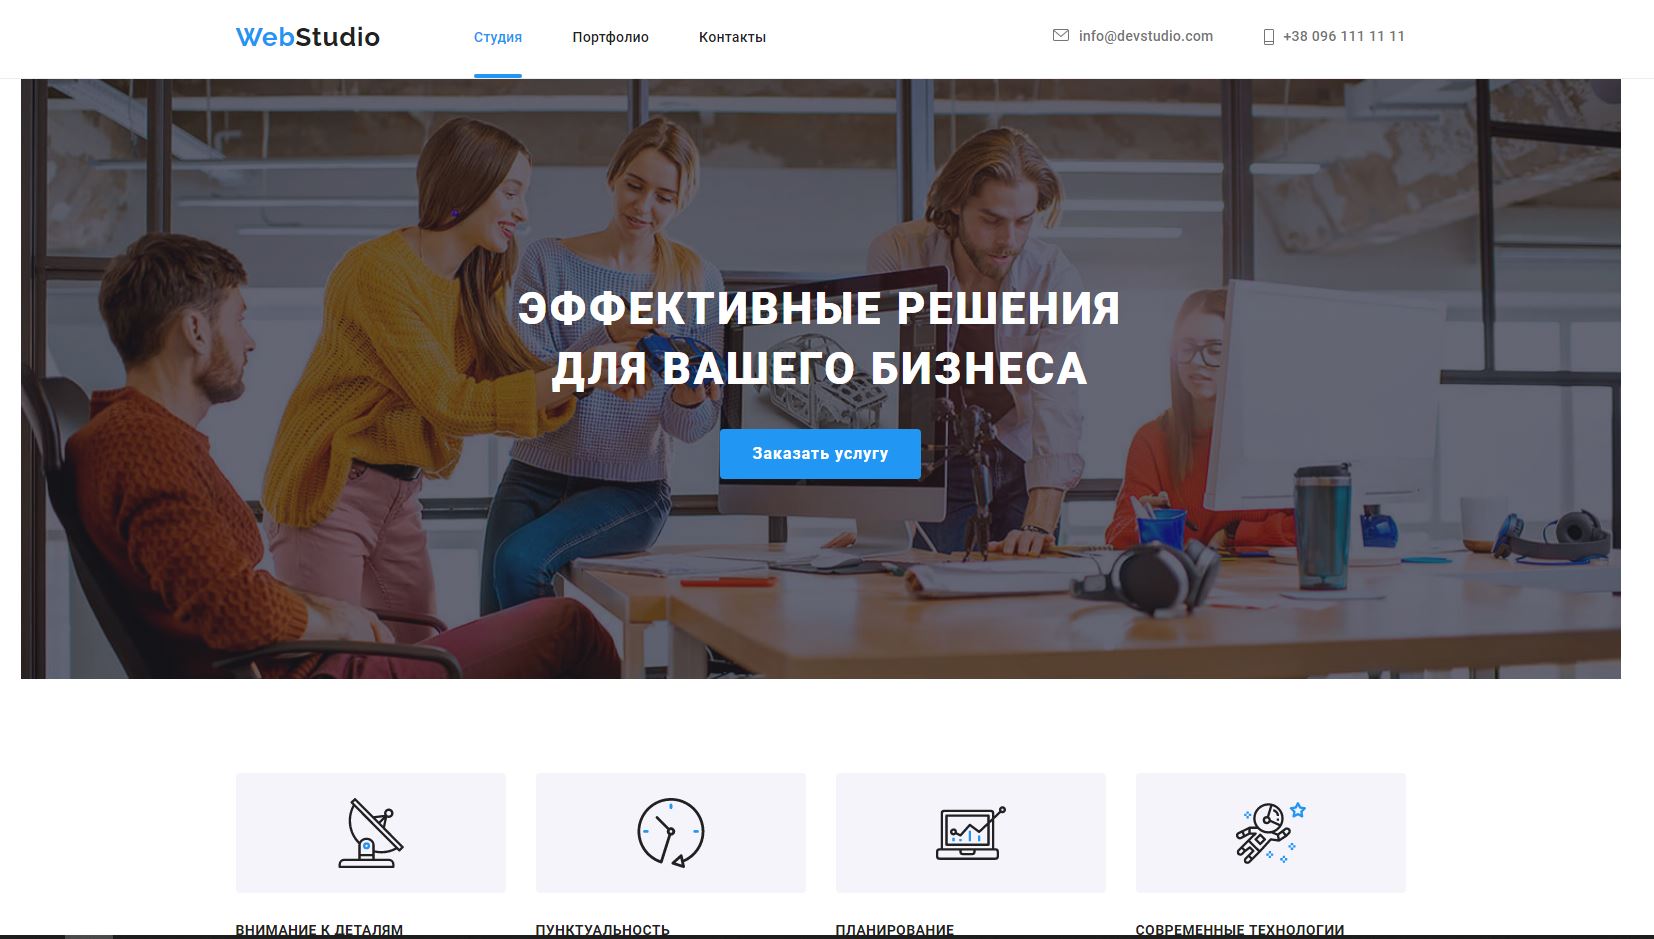 WebStudio
Студия
Портфолио
Контакты
info@devstudio.com
+38 096 111 11 11
ЭФФЕКТИВНЫЕ РЕШЕНИЯ
ДЛЯ ВАШЕГО БИЗНЕСА
Заказать услугу
ВНИМАНИЕ К ДЕТАЛЯМ
ПУНКТУАЛЬНОСТЬ
ПЛАНИРОВАНИЕ
СОВРЕМЕННЫЕ ТЕХНОЛОГИИ